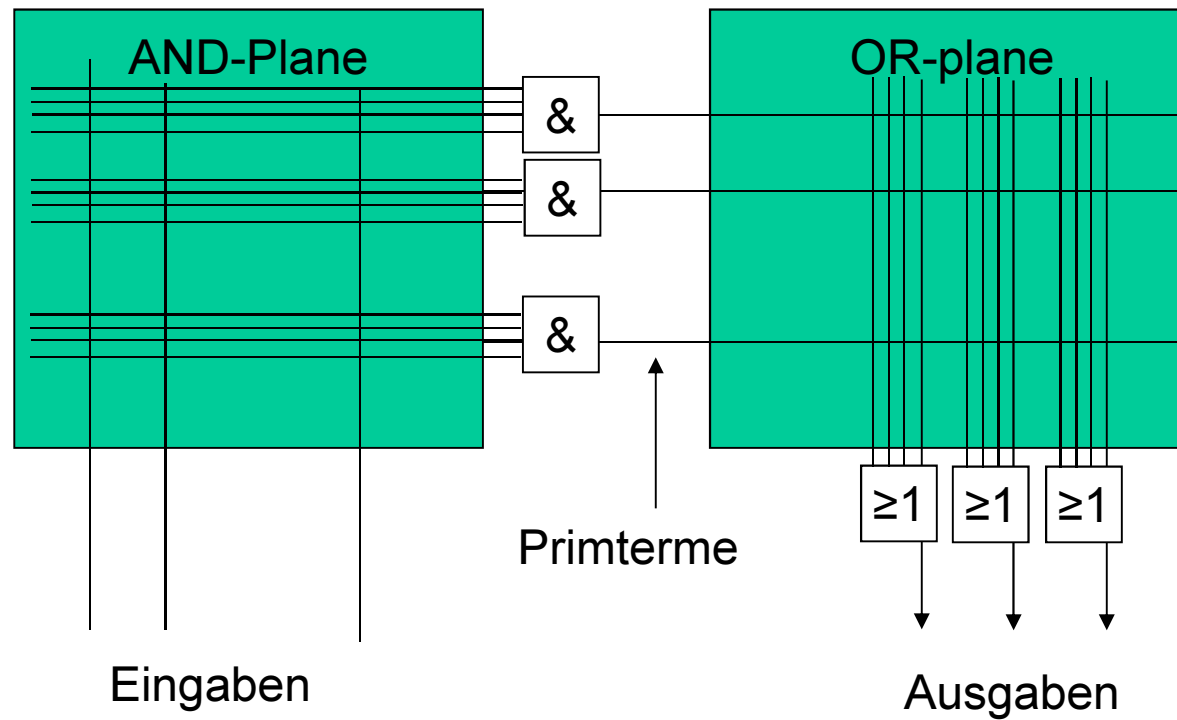 AND-Plane
OR-plane
&
&
&
Primterme
≥1 ≥1 ≥1
Eingaben
Ausgaben